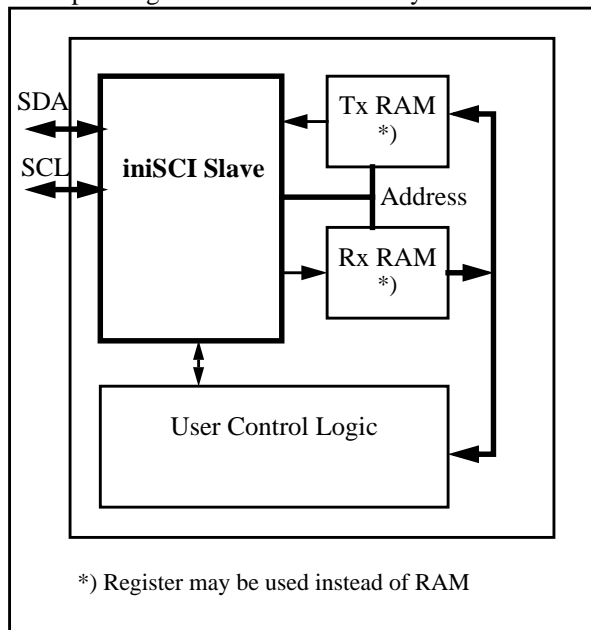 SDA
SCL
iniSCI Slave
Tx RAM
*)
Address
Rx RAM
*)
User Control Logic
*) Register may be used instead of RAM